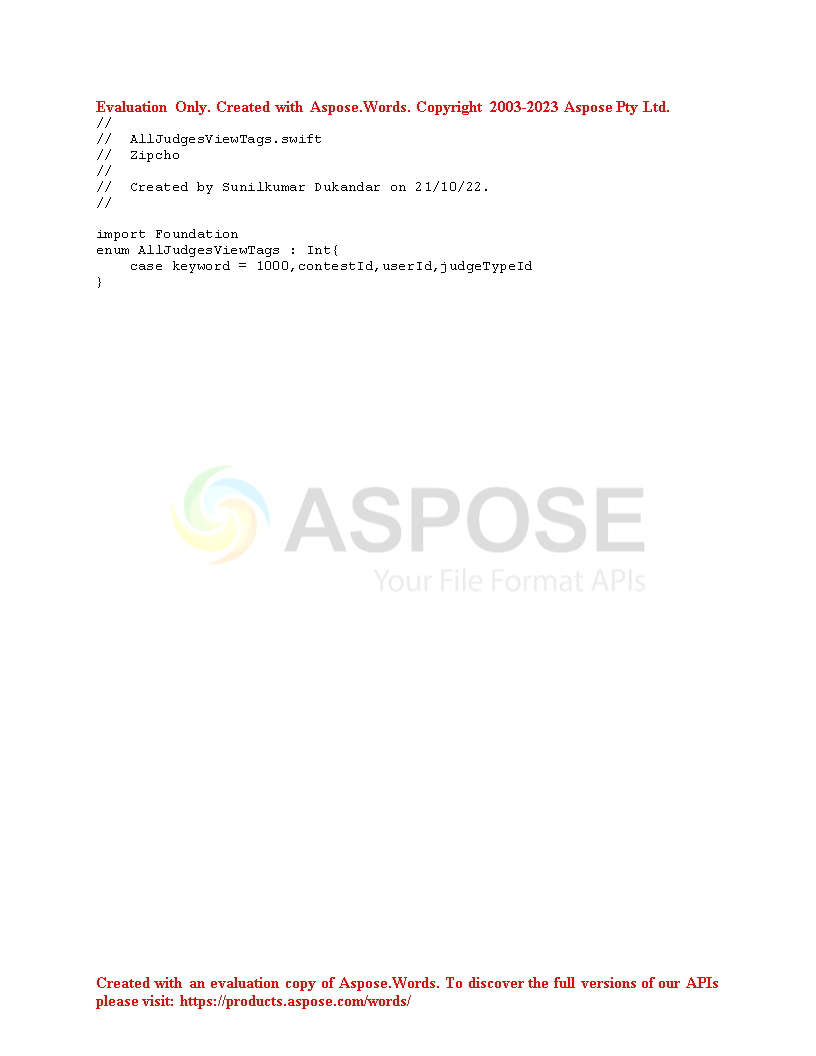 Evaluation Only. Created with Aspose.Words. Copyright 2003-2023 Aspose Pty Ltd.
//
//  AllJudgesViewTags.swift
//  Zipcho
//
//  Created by Sunilkumar Dukandar on 21/10/22.
//
import Foundation
enum AllJudgesViewTags : Int{
    case keyword = 1000,contestId,userId,judgeTypeId
}
ASPOSE
Your File Format APIs
Created with an evaluation copy of Aspose.Words. To discover the full versions of our APIs
please visit: https://products.aspose.com/words/